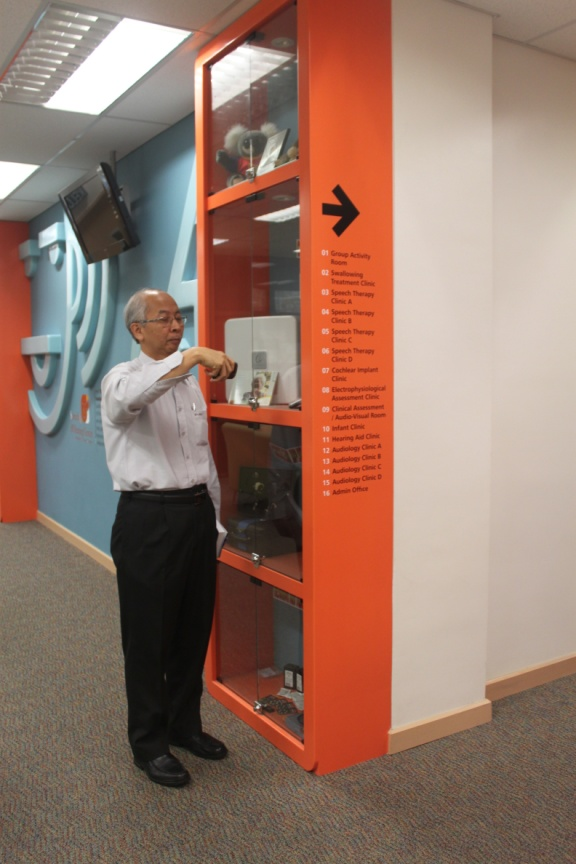 01 Group Activity
Room
02 Swallowing
Treatment Clinic
03 Speech Therapy
Clinic A
04 Speech Therapy
Clinic B
05 Speech Therapy
Clinic C
06 Speech Therapy
Clinic D
07 Cochlear Implant
Clinic
08 Electrophysiological
Assessment Clinic
09 Clinical Assessment
/ Audio-Visual Room
10 Infant Clinic
11 Hearing Aid Clinic
12 Audiology Clinic A
13 Audiology Clinic B
14 Audiology Clinic C
15 Audiology Clinic D
16 Admin Office